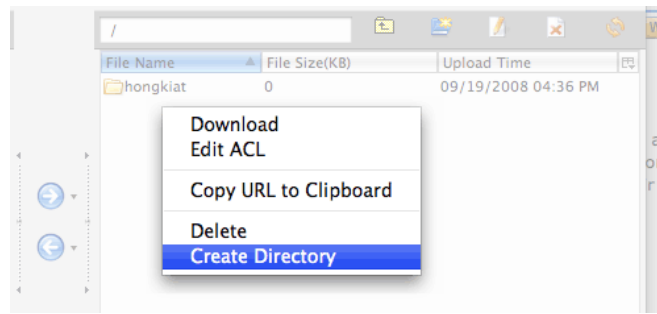 /
File Name File Size(KB) Upload Time
hongkiat 0 09/19/2008 04:36 PM
Download
Edit ACL
Copy URL to Clipboard
Delete
Create Directory